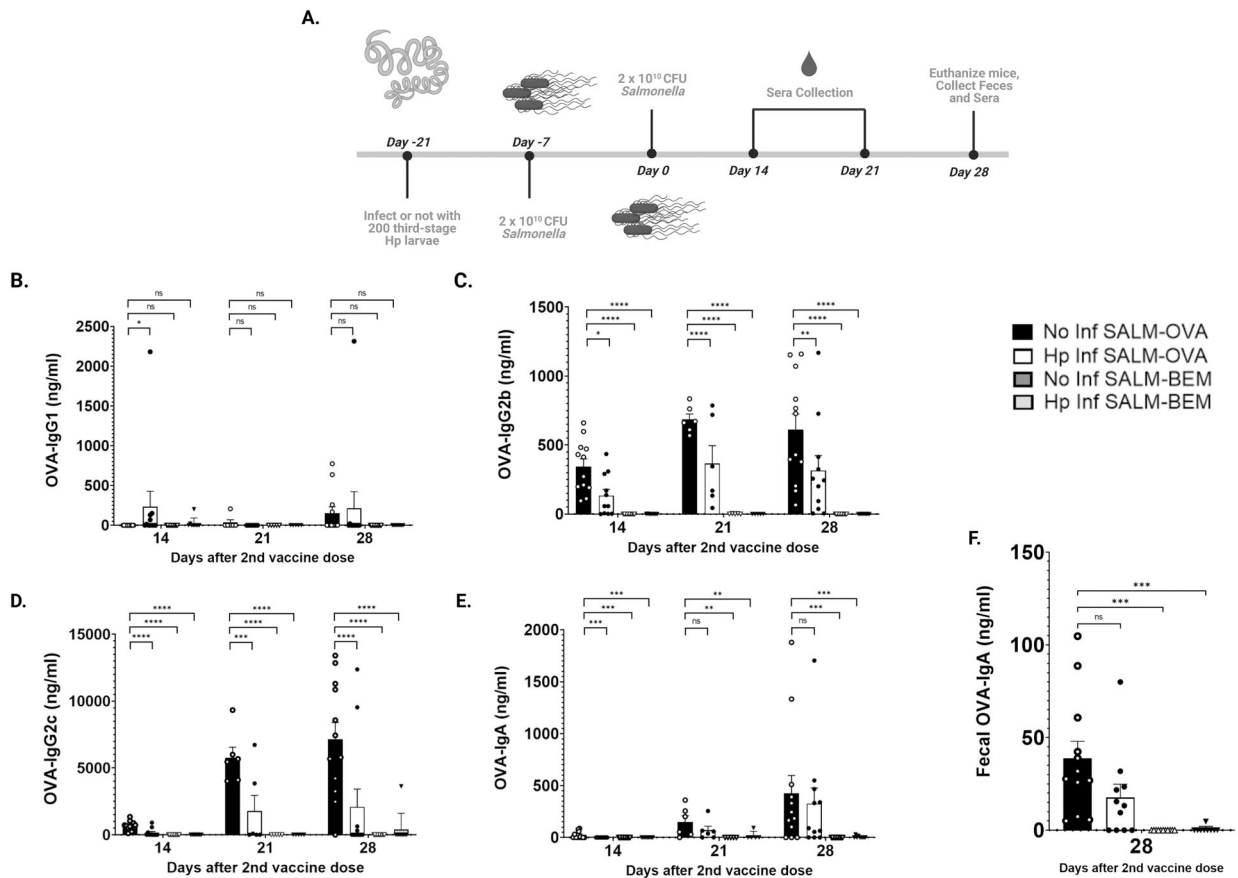 A.
2 x 10¹⁰ CFU
Salmonella
Sera Collection
Euthanize mice,
Collect Feces
and Sera
Day -21
Day -7
Day 0
Day 14
Day 21
Day 28
Infect or not with
200 third-stage
Hp larvae
2 x 10¹⁰ CFU
Salmonella
B.
ns
ns
*
ns
ns
ns
ns
ns
ns
OVA-IgG1 (ng/ml)
2500
2000
1500
1000
500
0
14
21
28
Days after 2nd vaccine dose
C.
****
****
*
****
****
****
****
****
**
OVA-IgG2b (ng/ml)
1500
1000
500
0
14
21
28
Days after 2nd vaccine dose
No Inf SALM-OVA
Hp Inf SALM-OVA
No Inf SALM-BEM
Hp Inf SALM-BEM
D.
****
****
****
****
****
***
****
****
****
OVA-IgG2c (ng/ml)
15000
10000
5000
0
14
21
28
Days after 2nd vaccine dose
E.
***
***
***
**
**
ns
***
***
ns
OVA-IgA (ng/ml)
2000
1500
1000
500
0
14
21
28
Days after 2nd vaccine dose
F.
***
***
ns
Fecal OVA-IgA (ng/ml)
150
100
50
0
28
Days after 2nd vaccine dose